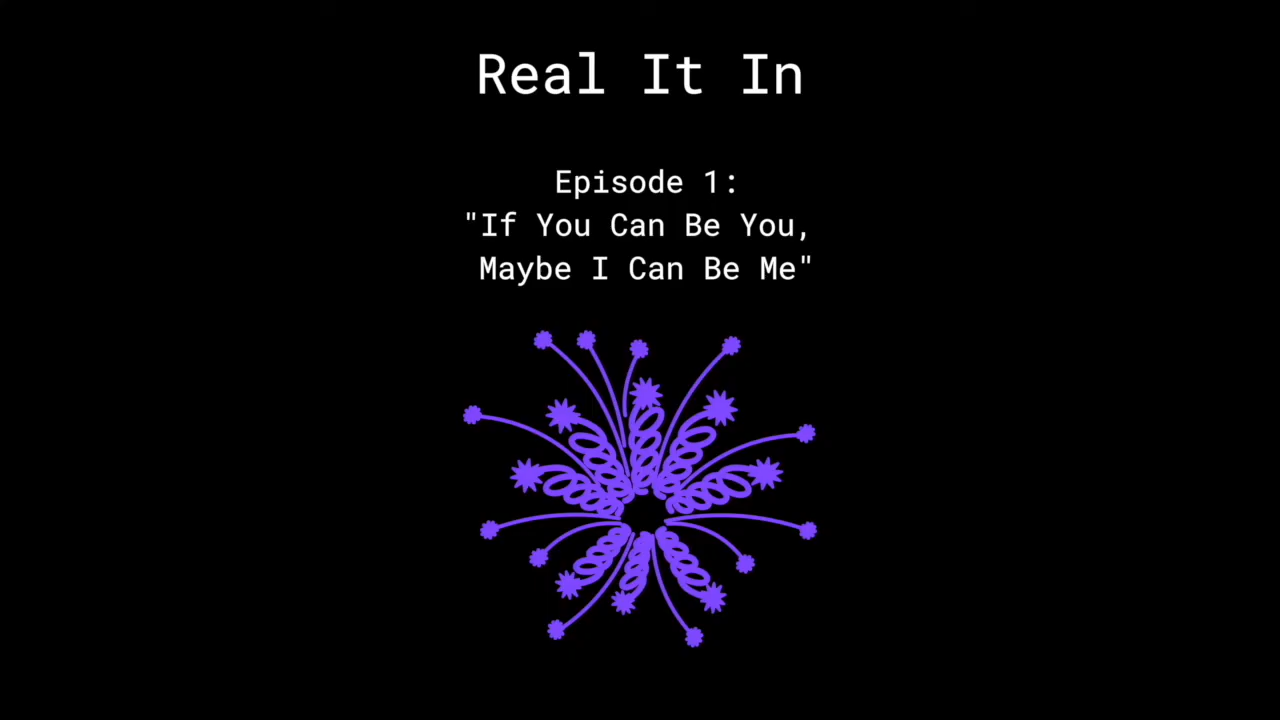 Real It In
Episode 1:
"If You Can Be You,
Maybe I Can Be Me"